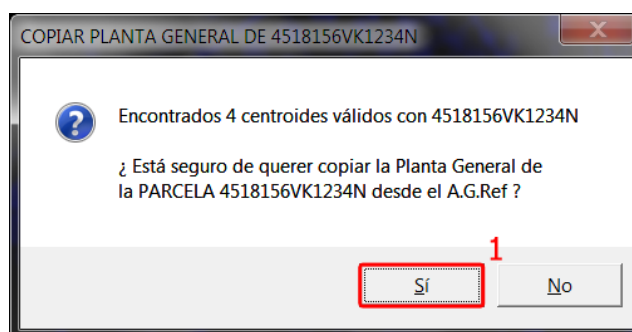 COPIAR PLANTA GENERAL DE 4518156VK1234N
Encontrados 4 centroides válidos con 4518156VK1234N
¿ Está seguro de querer copiar la Planta General de
la PARCELA 4518156VK1234N desde el A.G.Ref ?
1
Sí
No